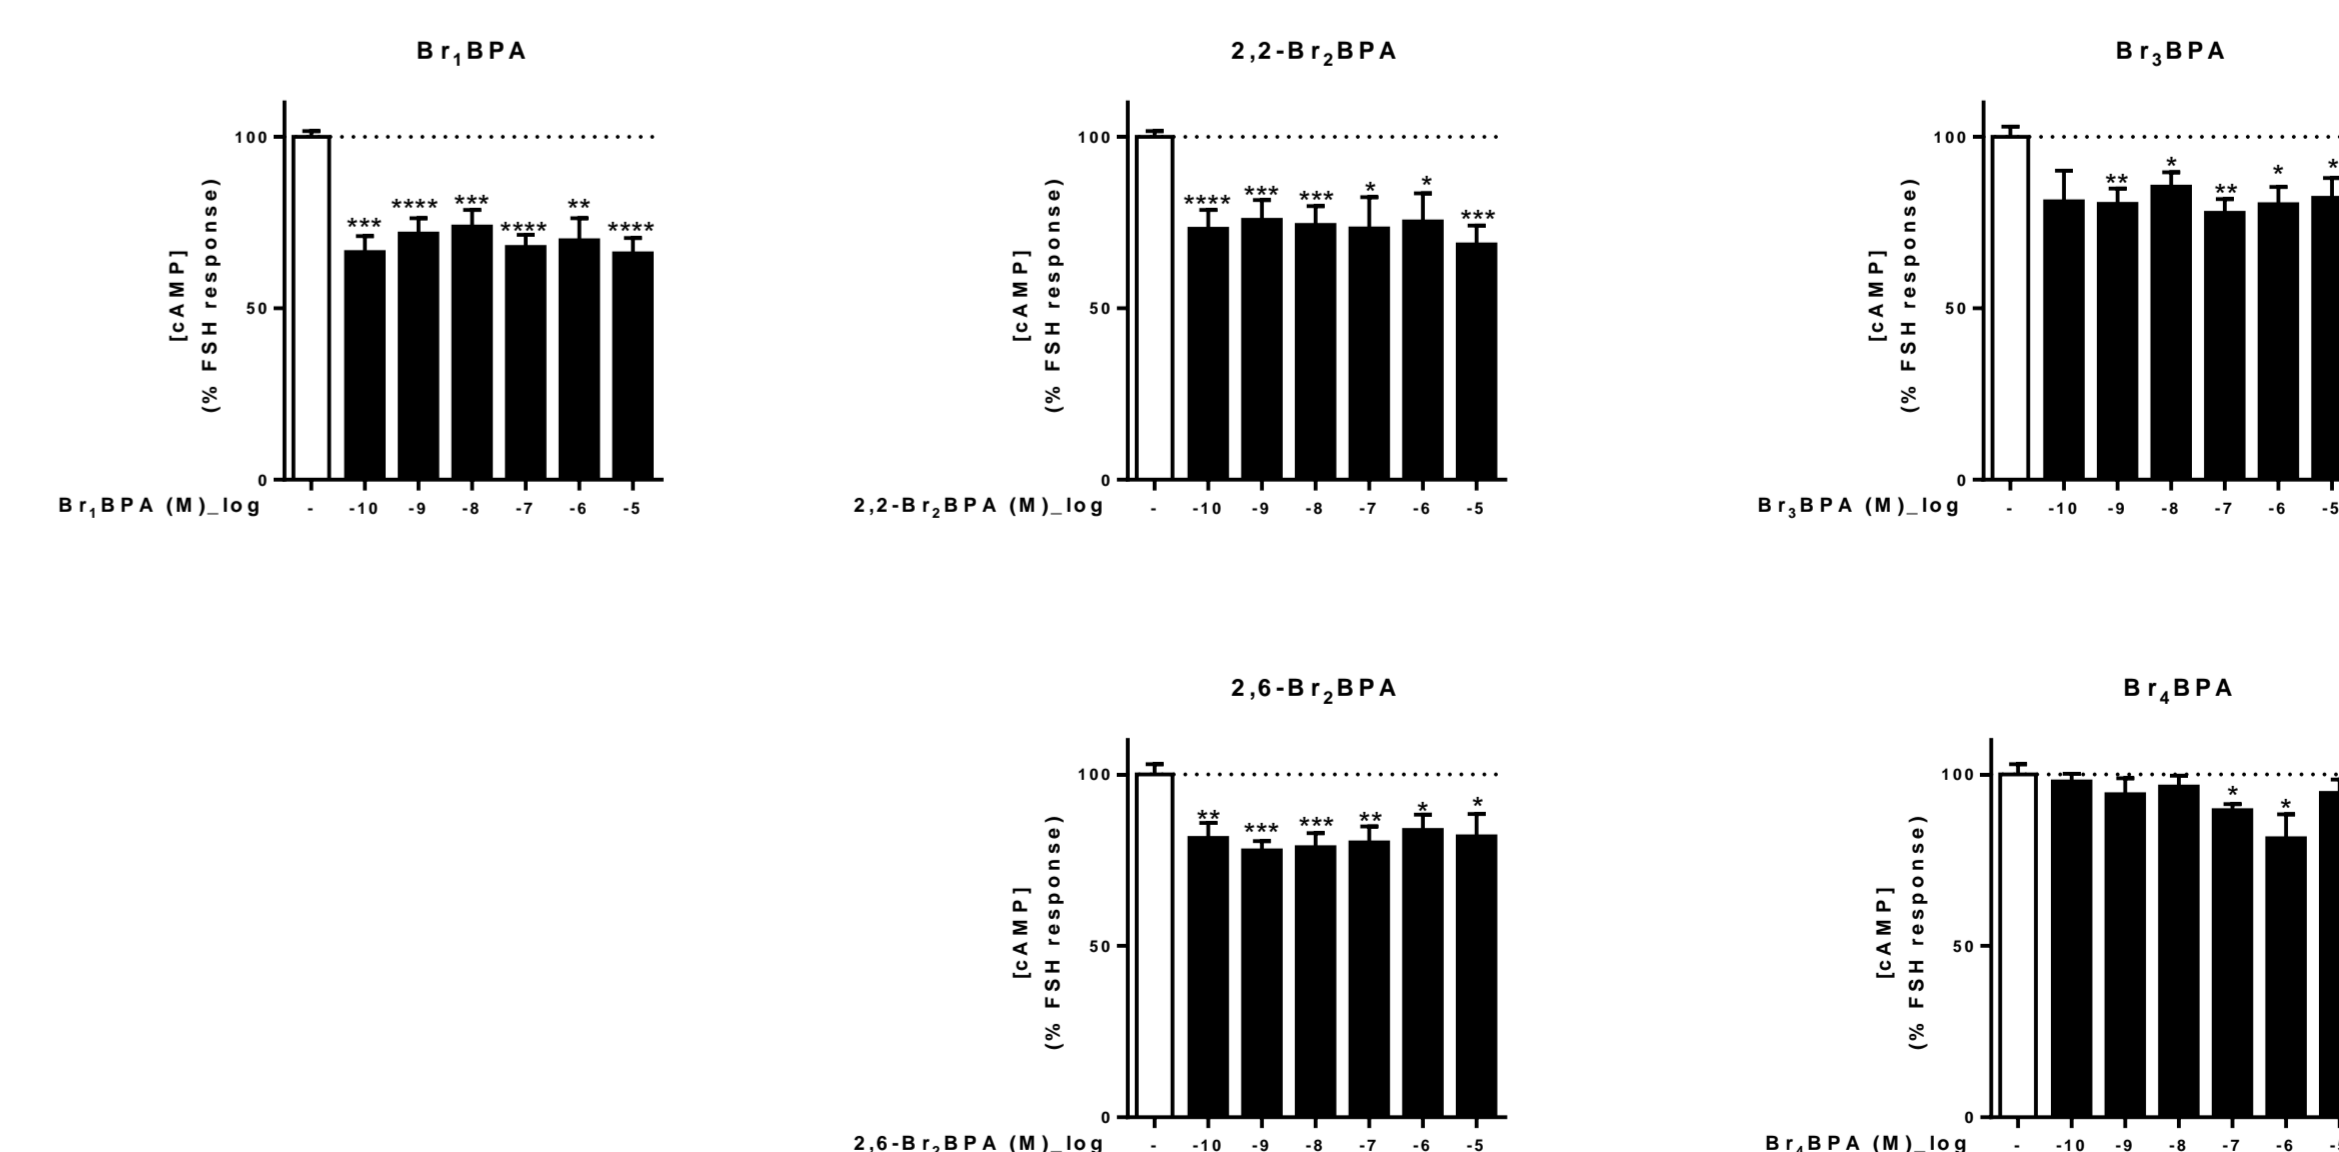 Br₁BPA
100
50
0
[cAMP]
(% FSH response)
*** **** *** **** ** ****
Br₁BPA (M)_log - -10 -9 -8 -7 -6 -5
2,2-Br₂BPA
100
50
0
[cAMP]
(% FSH response)
**** *** *** * * ***
2,2-Br₂BPA (M)_log - -10 -9 -8 -7 -6 -5
Br₃BPA
100
50
0
[cAMP]
(% FSH response)
** * ** * *
Br₃BPA (M)_log - -10 -9 -8 -7 -6 -5
2,6-Br₂BPA
100
50
0
[cAMP]
(% FSH response)
** *** *** ** * *
2,6-Br₂BPA (M)_log - -10 -9 -8 -7 -6 -5
Br₄BPA
100
50
0
[cAMP]
(% FSH response)
* *
Br₄BPA (M)_log - -10 -9 -8 -7 -6